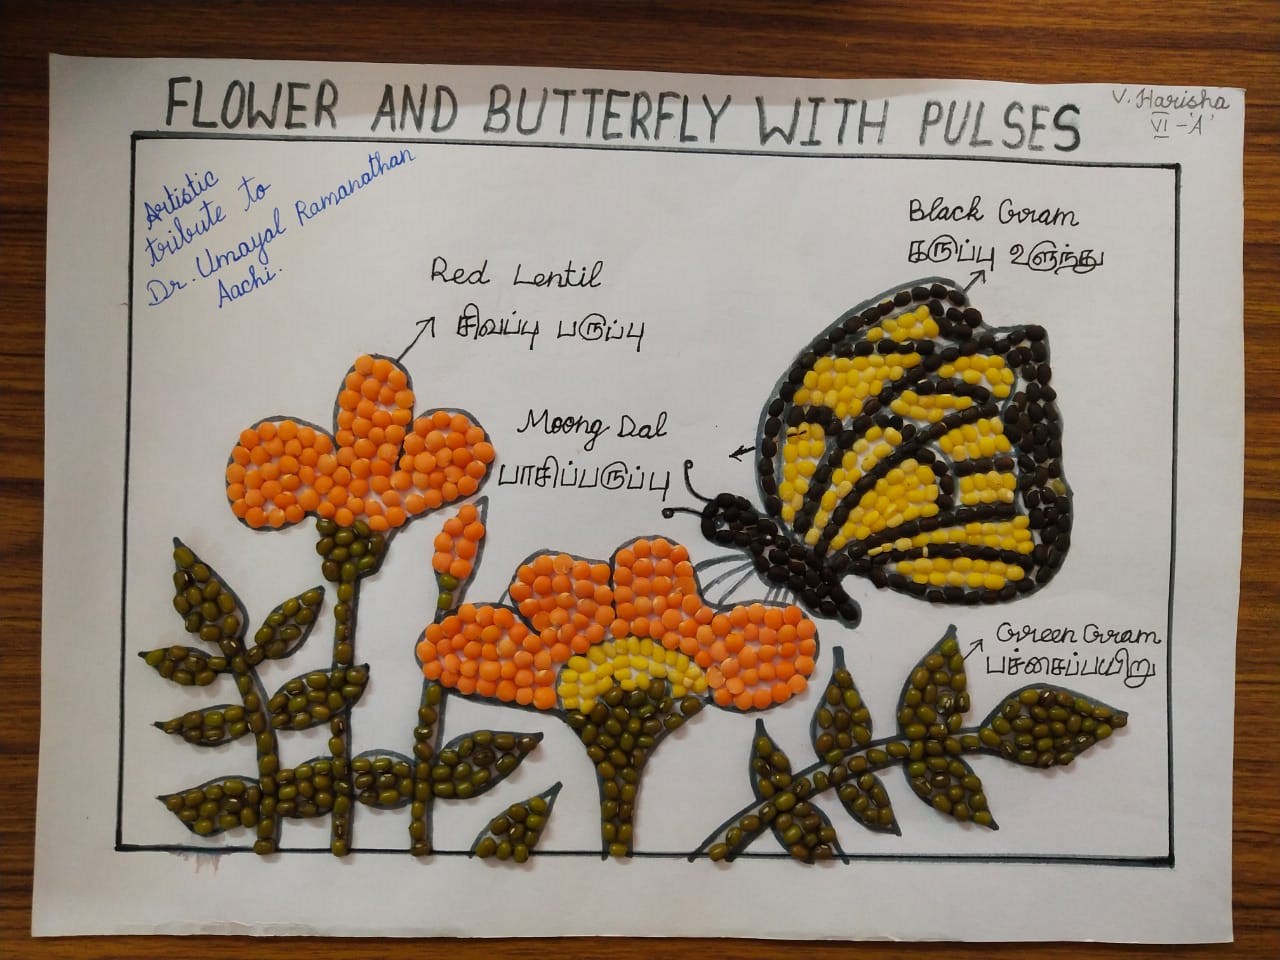 FLOWER AND BUTTERFLY WITH PULSES
V. Harisha
VI - 'A'
Artistic
tribute to
Dr. Umayal Ramanathan
Aachi.
Black Gram
கருப்பு உளுந்து
Red Lentil
சிவப்பு பருப்பு
Moong Dal
பாசிப்பருப்பு
Green Gram
பச்சைப்பயிறு